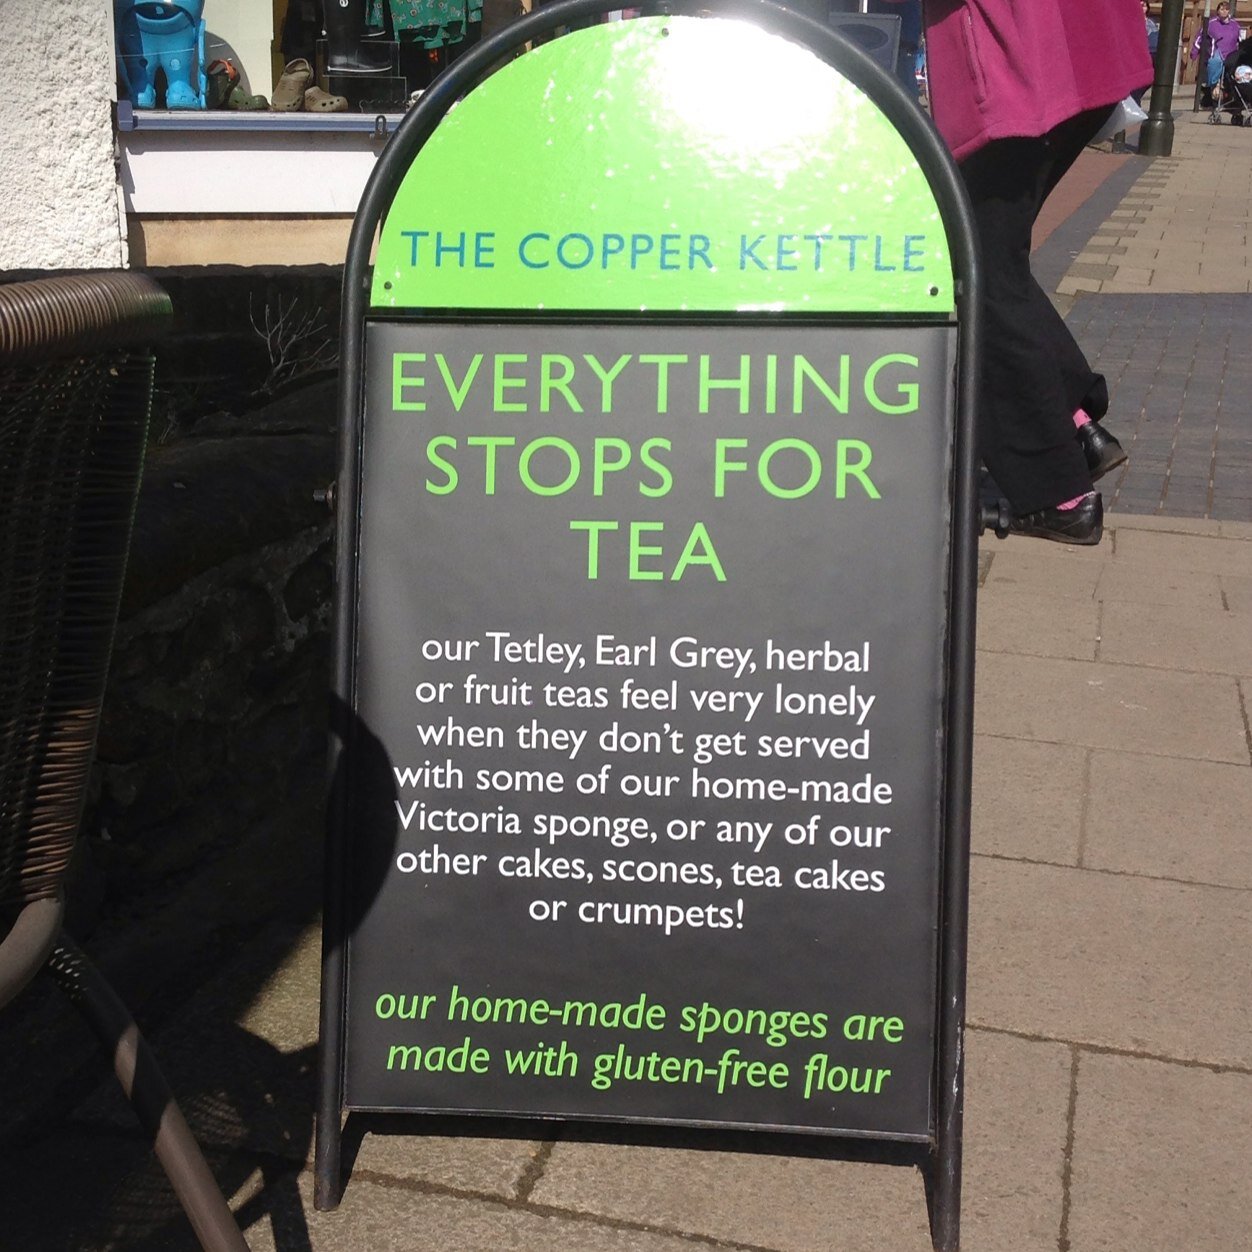 THE COPPER KETTLE
EVERYTHING
STOPS FOR
TEA
our Tetley, Earl Grey, herbal
or fruit teas feel very lonely
when they don't get served
with some of our home-made
Victoria sponge, or any of our
other cakes, scones, tea cakes
or crumpets!
our home-made sponges are
made with gluten-free flour